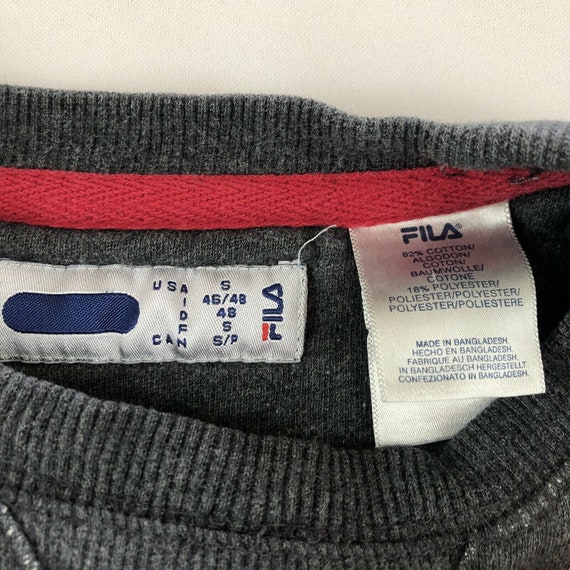 USA S
I 46/48
D 48
F S
CAN S/P
FILA
FILA
82% COTTON/
ALGODON/
COTON/
BAUMWOLLE/
COTONE
18% POLYESTER/
POLIESTER/POLYESTER/
POLYESTER/POLIESTERE
MADE IN BANGLADESH.
HECHO EN BANGLADESH.
FABRIQUE AU BANGLADESH.
IN BANGLADESCH HERGESTELLT
CONFEZIONATO IN BANGLADESH.